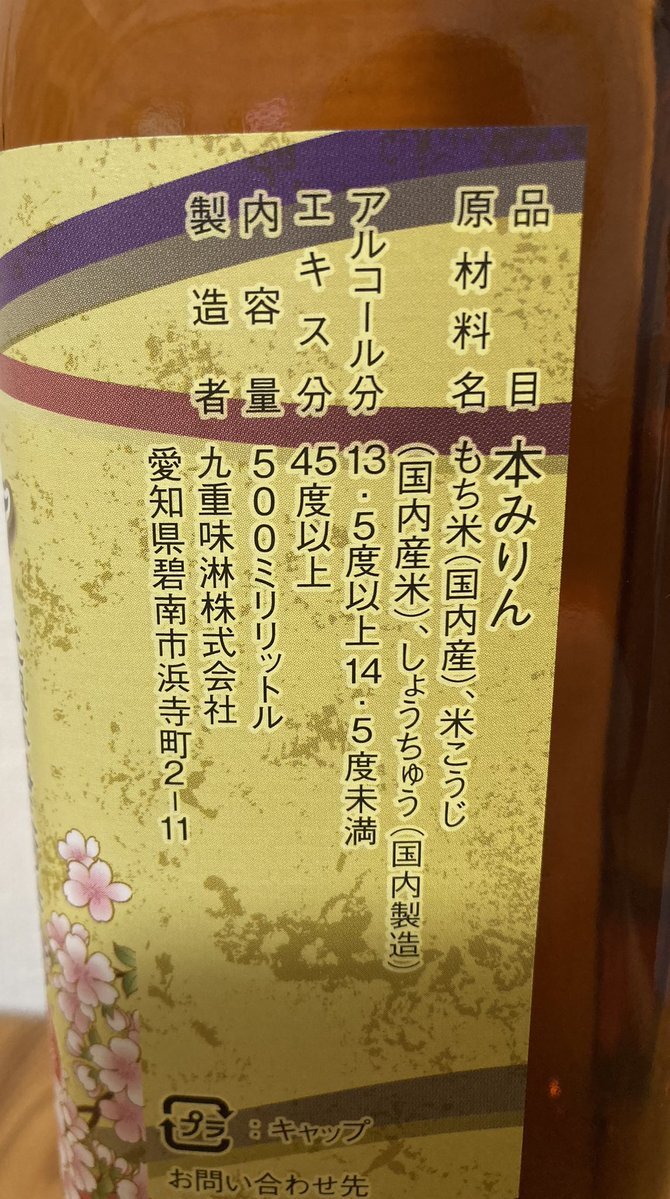 品目 本みりん
原材料名 もち米(国内産)、米こうじ
(国内産米)、しょうちゅう(国内製造)
アルコール分 13・5度以上14・5度未満
エキス分 45度以上
内容量 500ミリリットル
製造者 九重味淋株式会社
愛知県碧南市浜寺町2-11
プラ:キャップ
お問い合わせ先